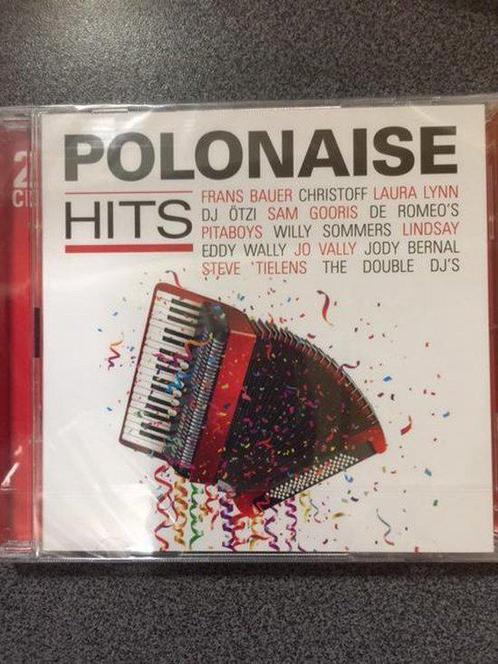 POLONAISE
HITS
FRANS BAUER CHRISTOFF LAURA LYNN
DJ ÖTZI SAM GOORIS DE ROMEO'S
PITABOYS WILLY SOMMERS LINDSAY
EDDY WALLY JO VALLY JODY BERNAL
STEVE 'TIELENS THE DOUBLE DJ'S
2